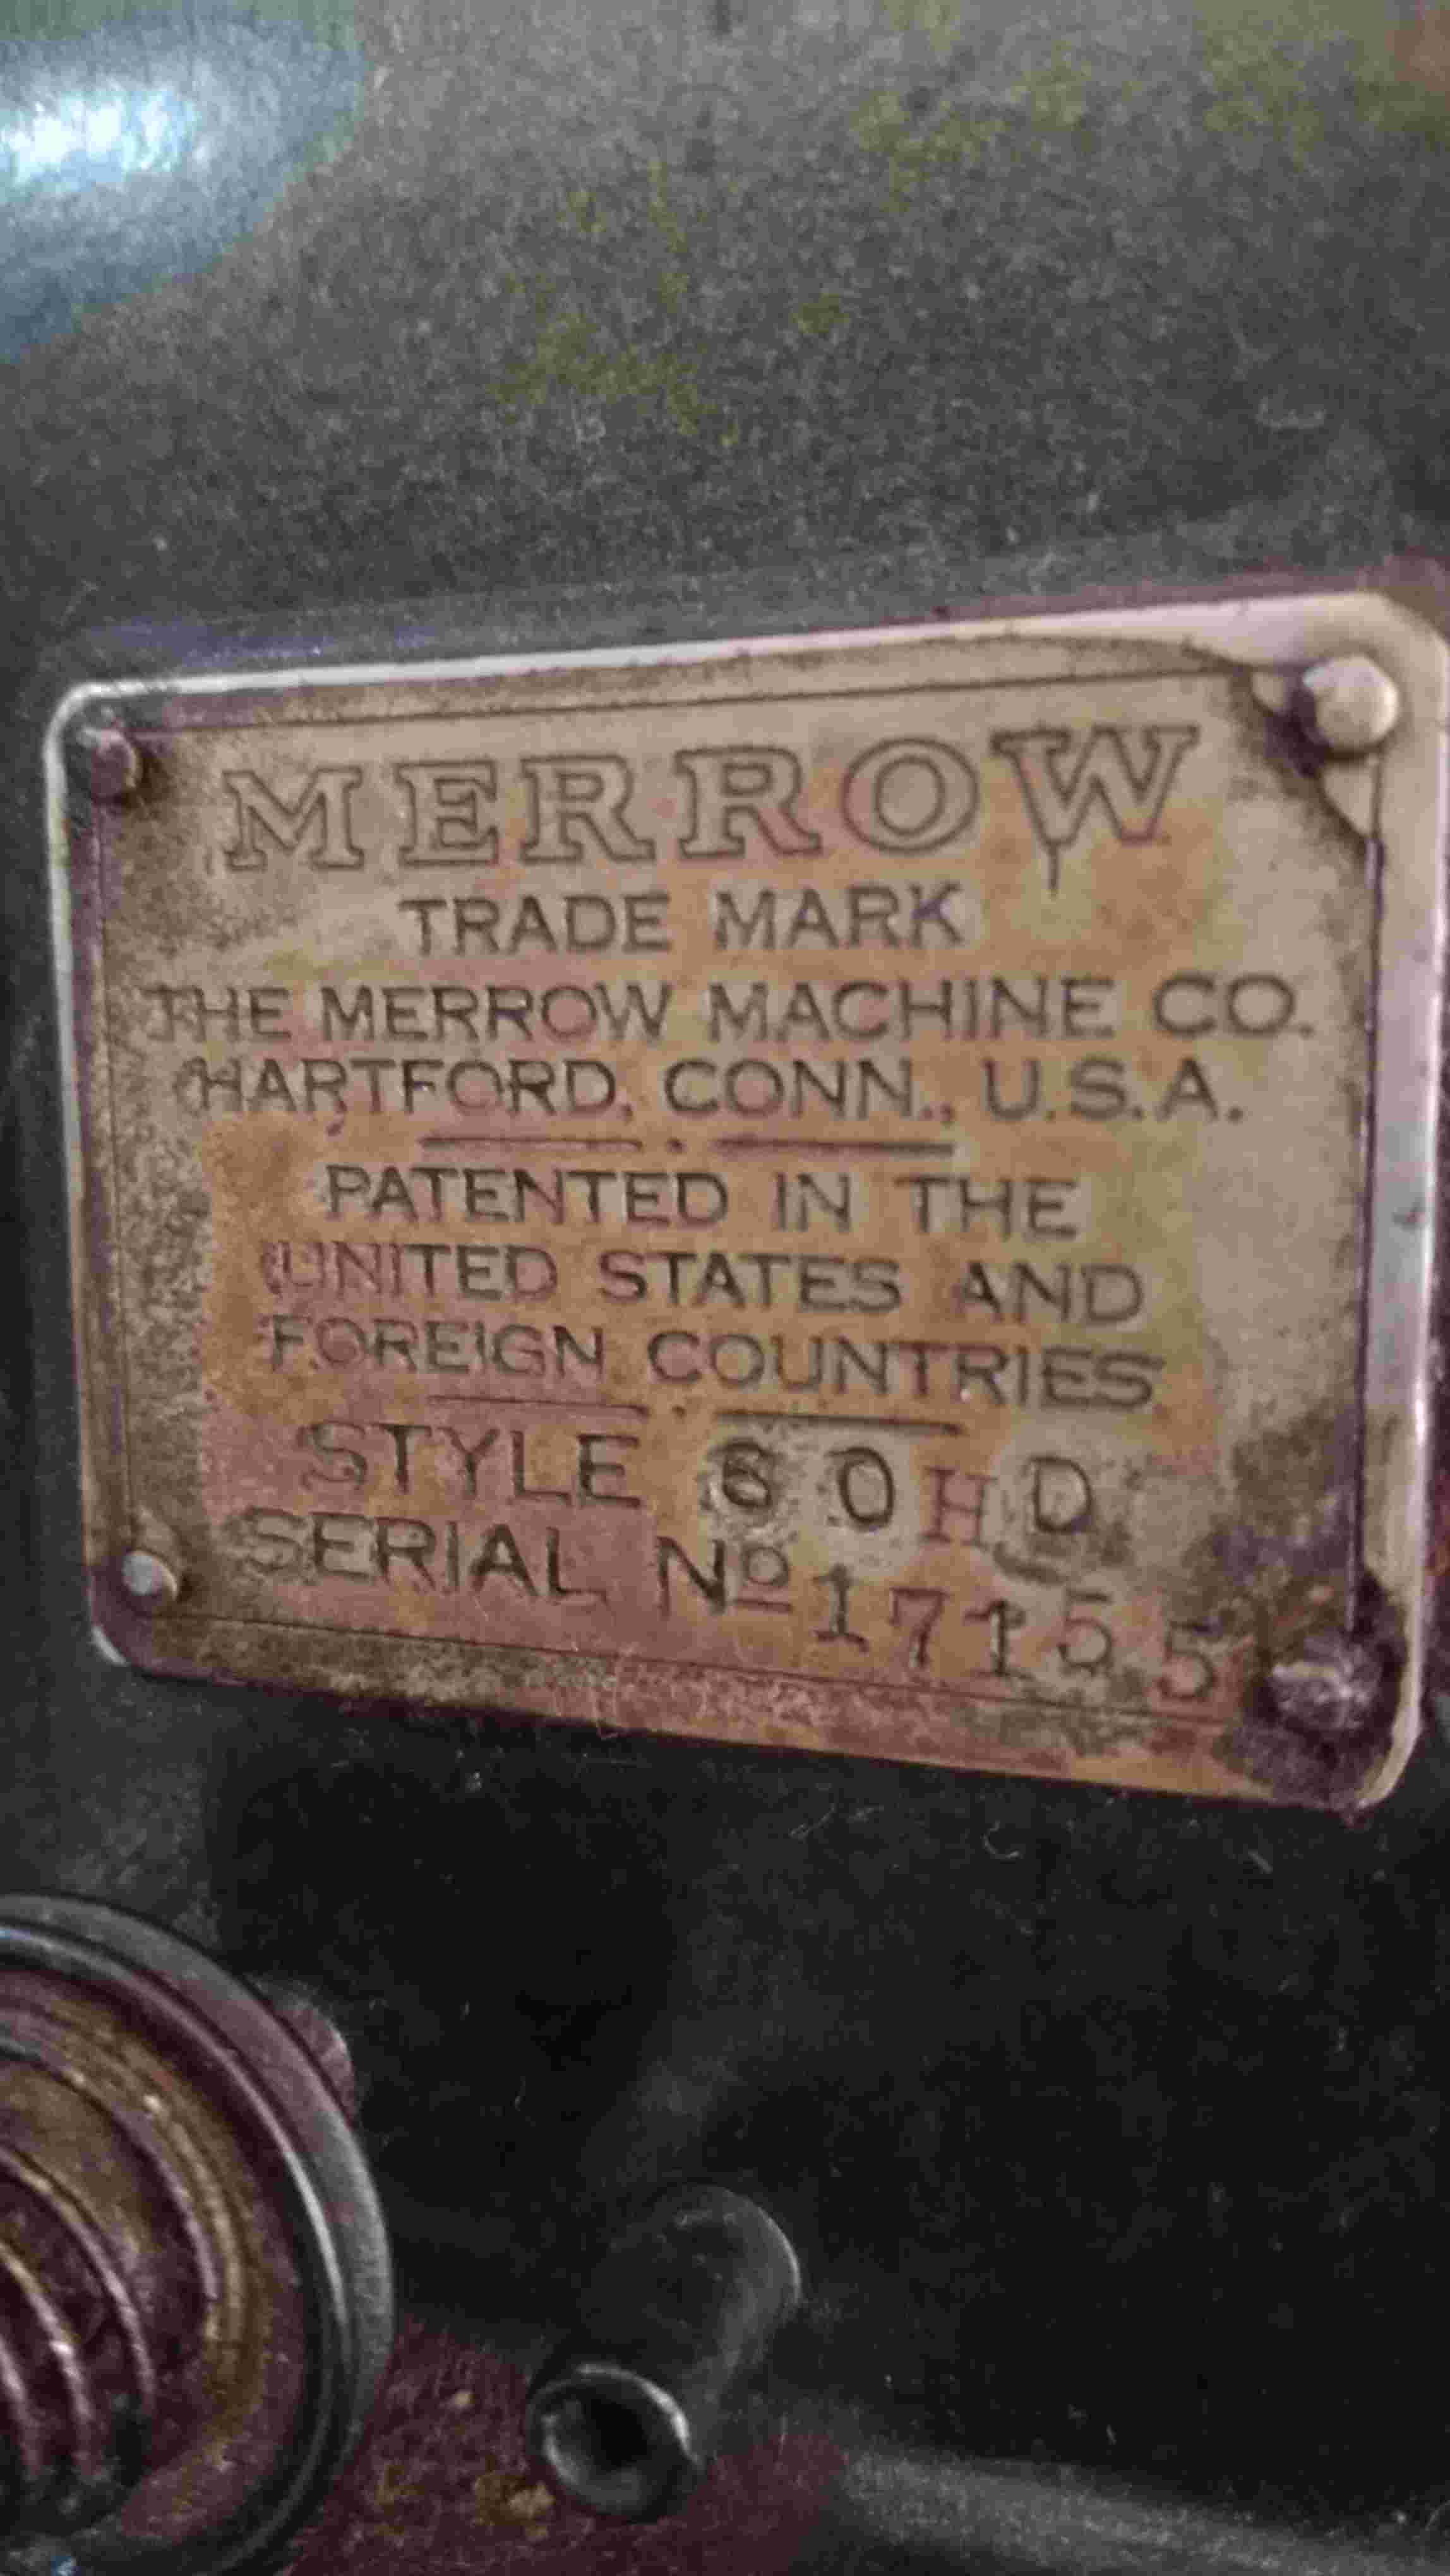 MERROW
TRADE MARK
THE MERROW MACHINE CO.
HARTFORD, CONN., U.S.A.
PATENTED IN THE
UNITED STATES AND
FOREIGN COUNTRIES
STYLE 60HD
SERIAL Nº 17155